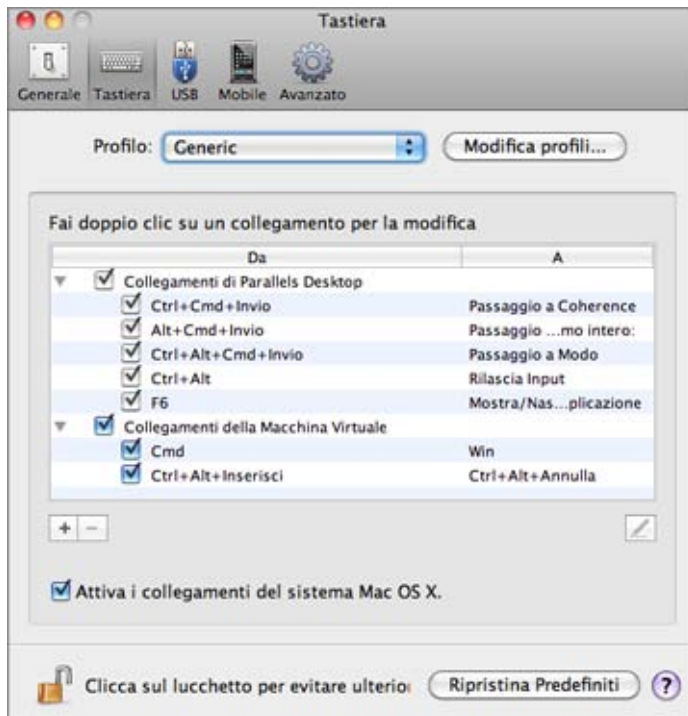 Tastiera
Generale Tastiera USB Mobile Avanzato
Profilo: Generic Modifica profili...
Fai doppio clic su un collegamento per la modifica
Da A
Collegamenti di Parallels Desktop
Ctrl+Cmd+Invio Passaggio a Coherence
Alt+Cmd+Invio Passaggio ...mo intero:
Ctrl+Alt+Cmd+Invio Passaggio a Modo
Ctrl+Alt Rilascia Input
F6 Mostra/Nas...plicazione
Collegamenti della Macchina Virtuale
Cmd Win
Ctrl+Alt+Inserisci Ctrl+Alt+Annulla
+ −
Attiva i collegamenti del sistema Mac OS X.
Clicca sul lucchetto per evitare ulterio Ripristina Predefiniti ?